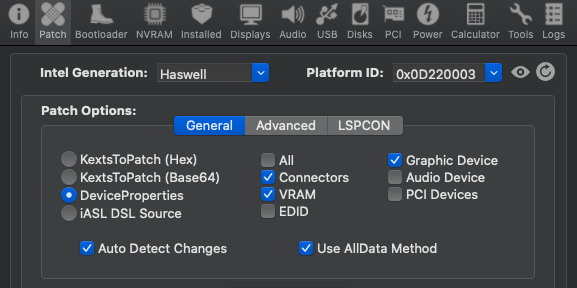 Info Patch Bootloader NVRAM Installed Displays Audio USB Disks PCI Power Calculator Tools Logs
Intel Generation: Haswell Platform ID: 0x0D220003
Patch Options:
General Advanced LSPCON
KextsToPatch (Hex) All Graphic Device
KextsToPatch (Base64) Connectors Audio Device
DeviceProperties VRAM PCI Devices
iASL DSL Source EDID
Auto Detect Changes Use AllData Method